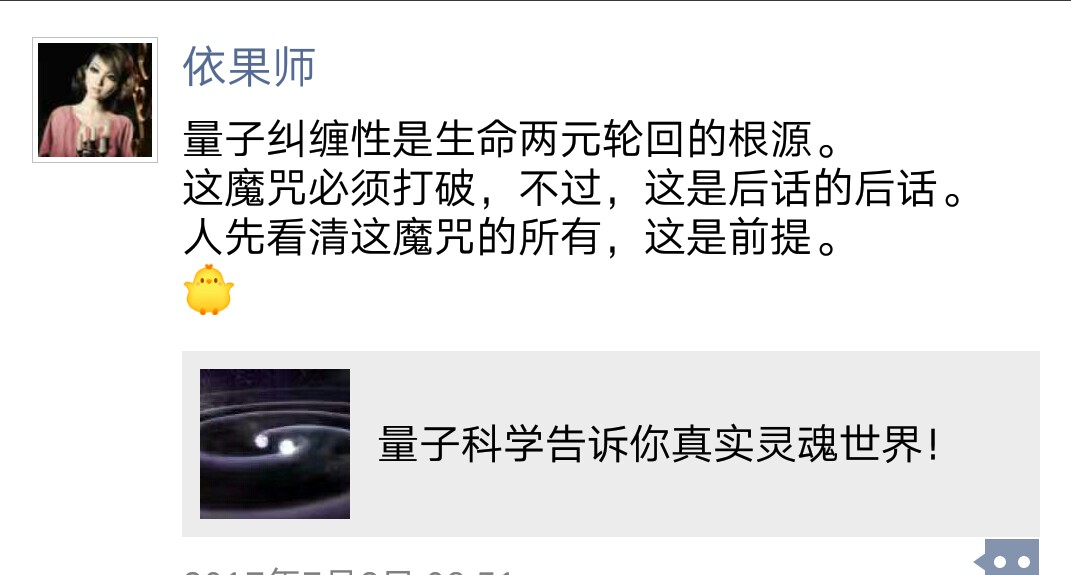 依果师
量子纠缠性是生命两元轮回的根源。
这魔咒必须打破，不过，这是后话的后话。
人先看清这魔咒的所有，这是前提。
量子科学告诉你真实灵魂世界！